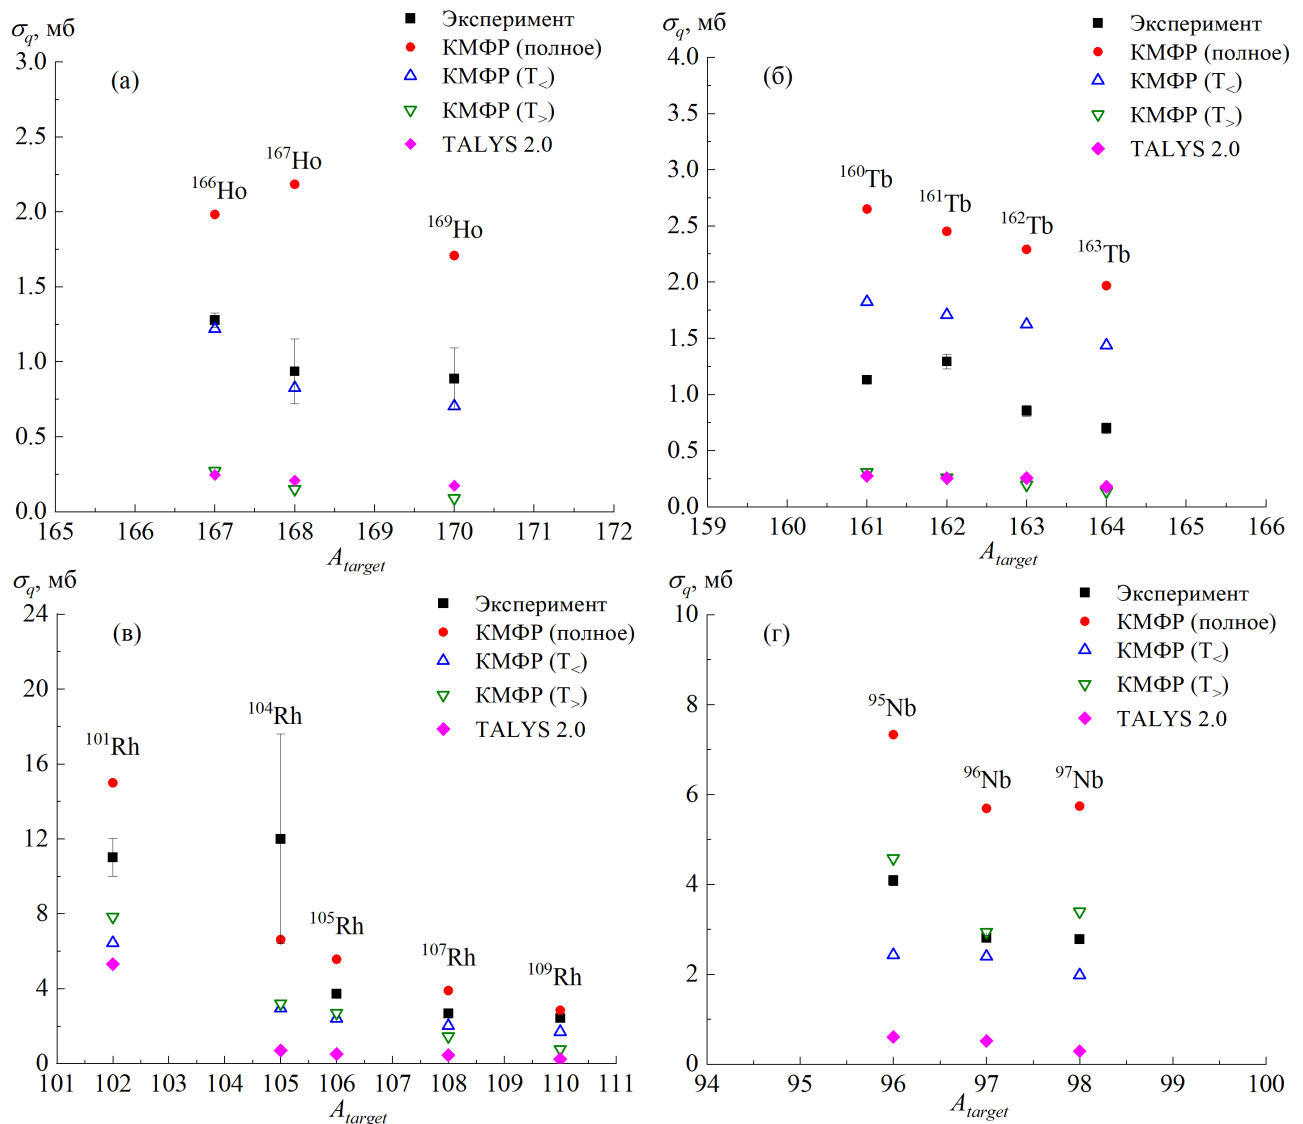 σq, мб
Эксперимент
КМФР (полное)
КМФР (T<)
КМФР (T>)
TALYS 2.0
(а)
3.0
2.5
2.0
1.5
1.0
0.5
0.0
166Ho
167Ho
169Ho
165 166 167 168 169 170 171 172
Atarget
σq, мб
Эксперимент
КМФР (полное)
КМФР (T<)
КМФР (T>)
TALYS 2.0
(б)
4.0
3.5
3.0
2.5
2.0
1.5
1.0
0.5
0.0
160Tb
161Tb
162Tb
163Tb
159 160 161 162 163 164 165 166
Atarget
σq, мб
Эксперимент
КМФР (полное)
КМФР (T<)
КМФР (T>)
TALYS 2.0
(в)
24
20
16
12
8
4
0
101Rh
104Rh
105Rh
107Rh
109Rh
101 102 103 104 105 106 107 108 109 110 111
Atarget
σq, мб
Эксперимент
КМФР (полное)
КМФР (T<)
КМФР (T>)
TALYS 2.0
(г)
10
8
6
4
2
0
95Nb
96Nb
97Nb
94 95 96 97 98 99 100
Atarget